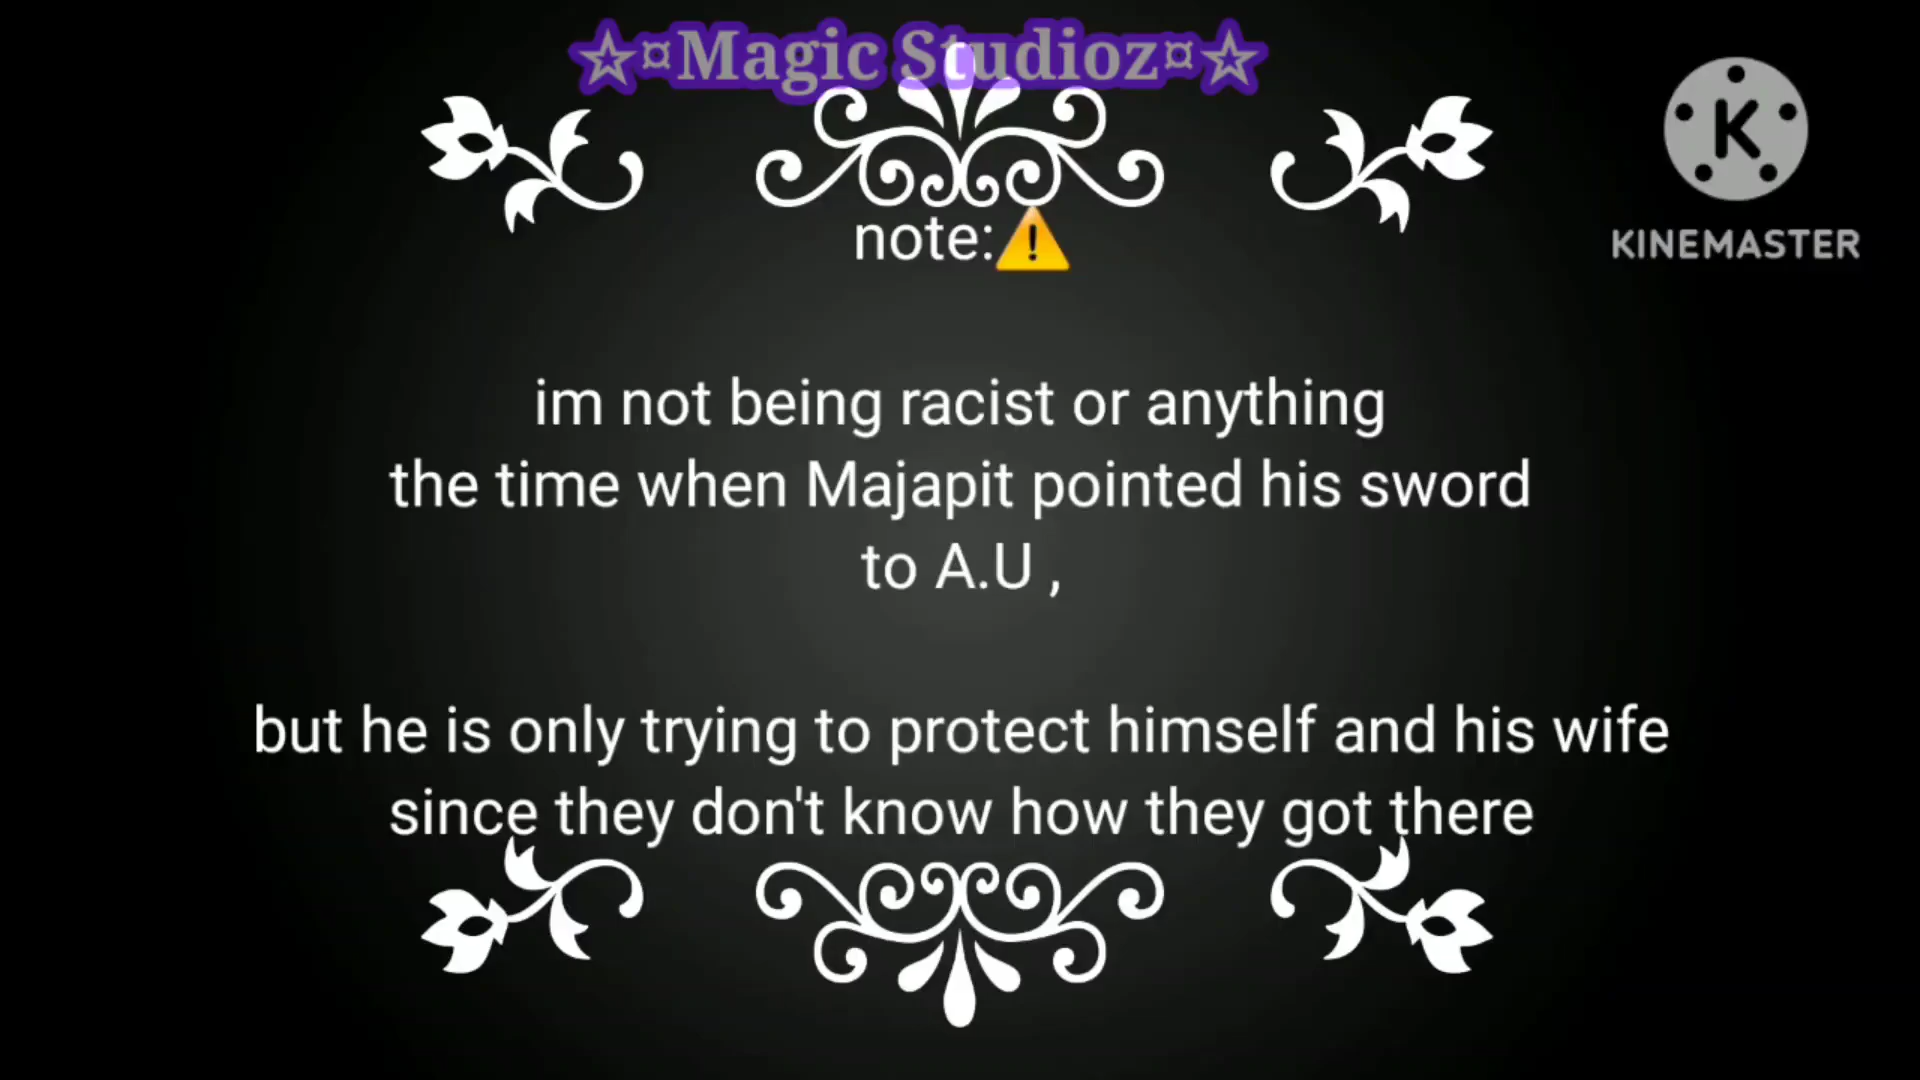 ☆¤Magic Studioz¤☆
K
KINEMASTER
note:⚠️
im not being racist or anything
the time when Majapit pointed his sword
to A.U ,
but he is only trying to protect himself and his wife
since they don't know how they got there